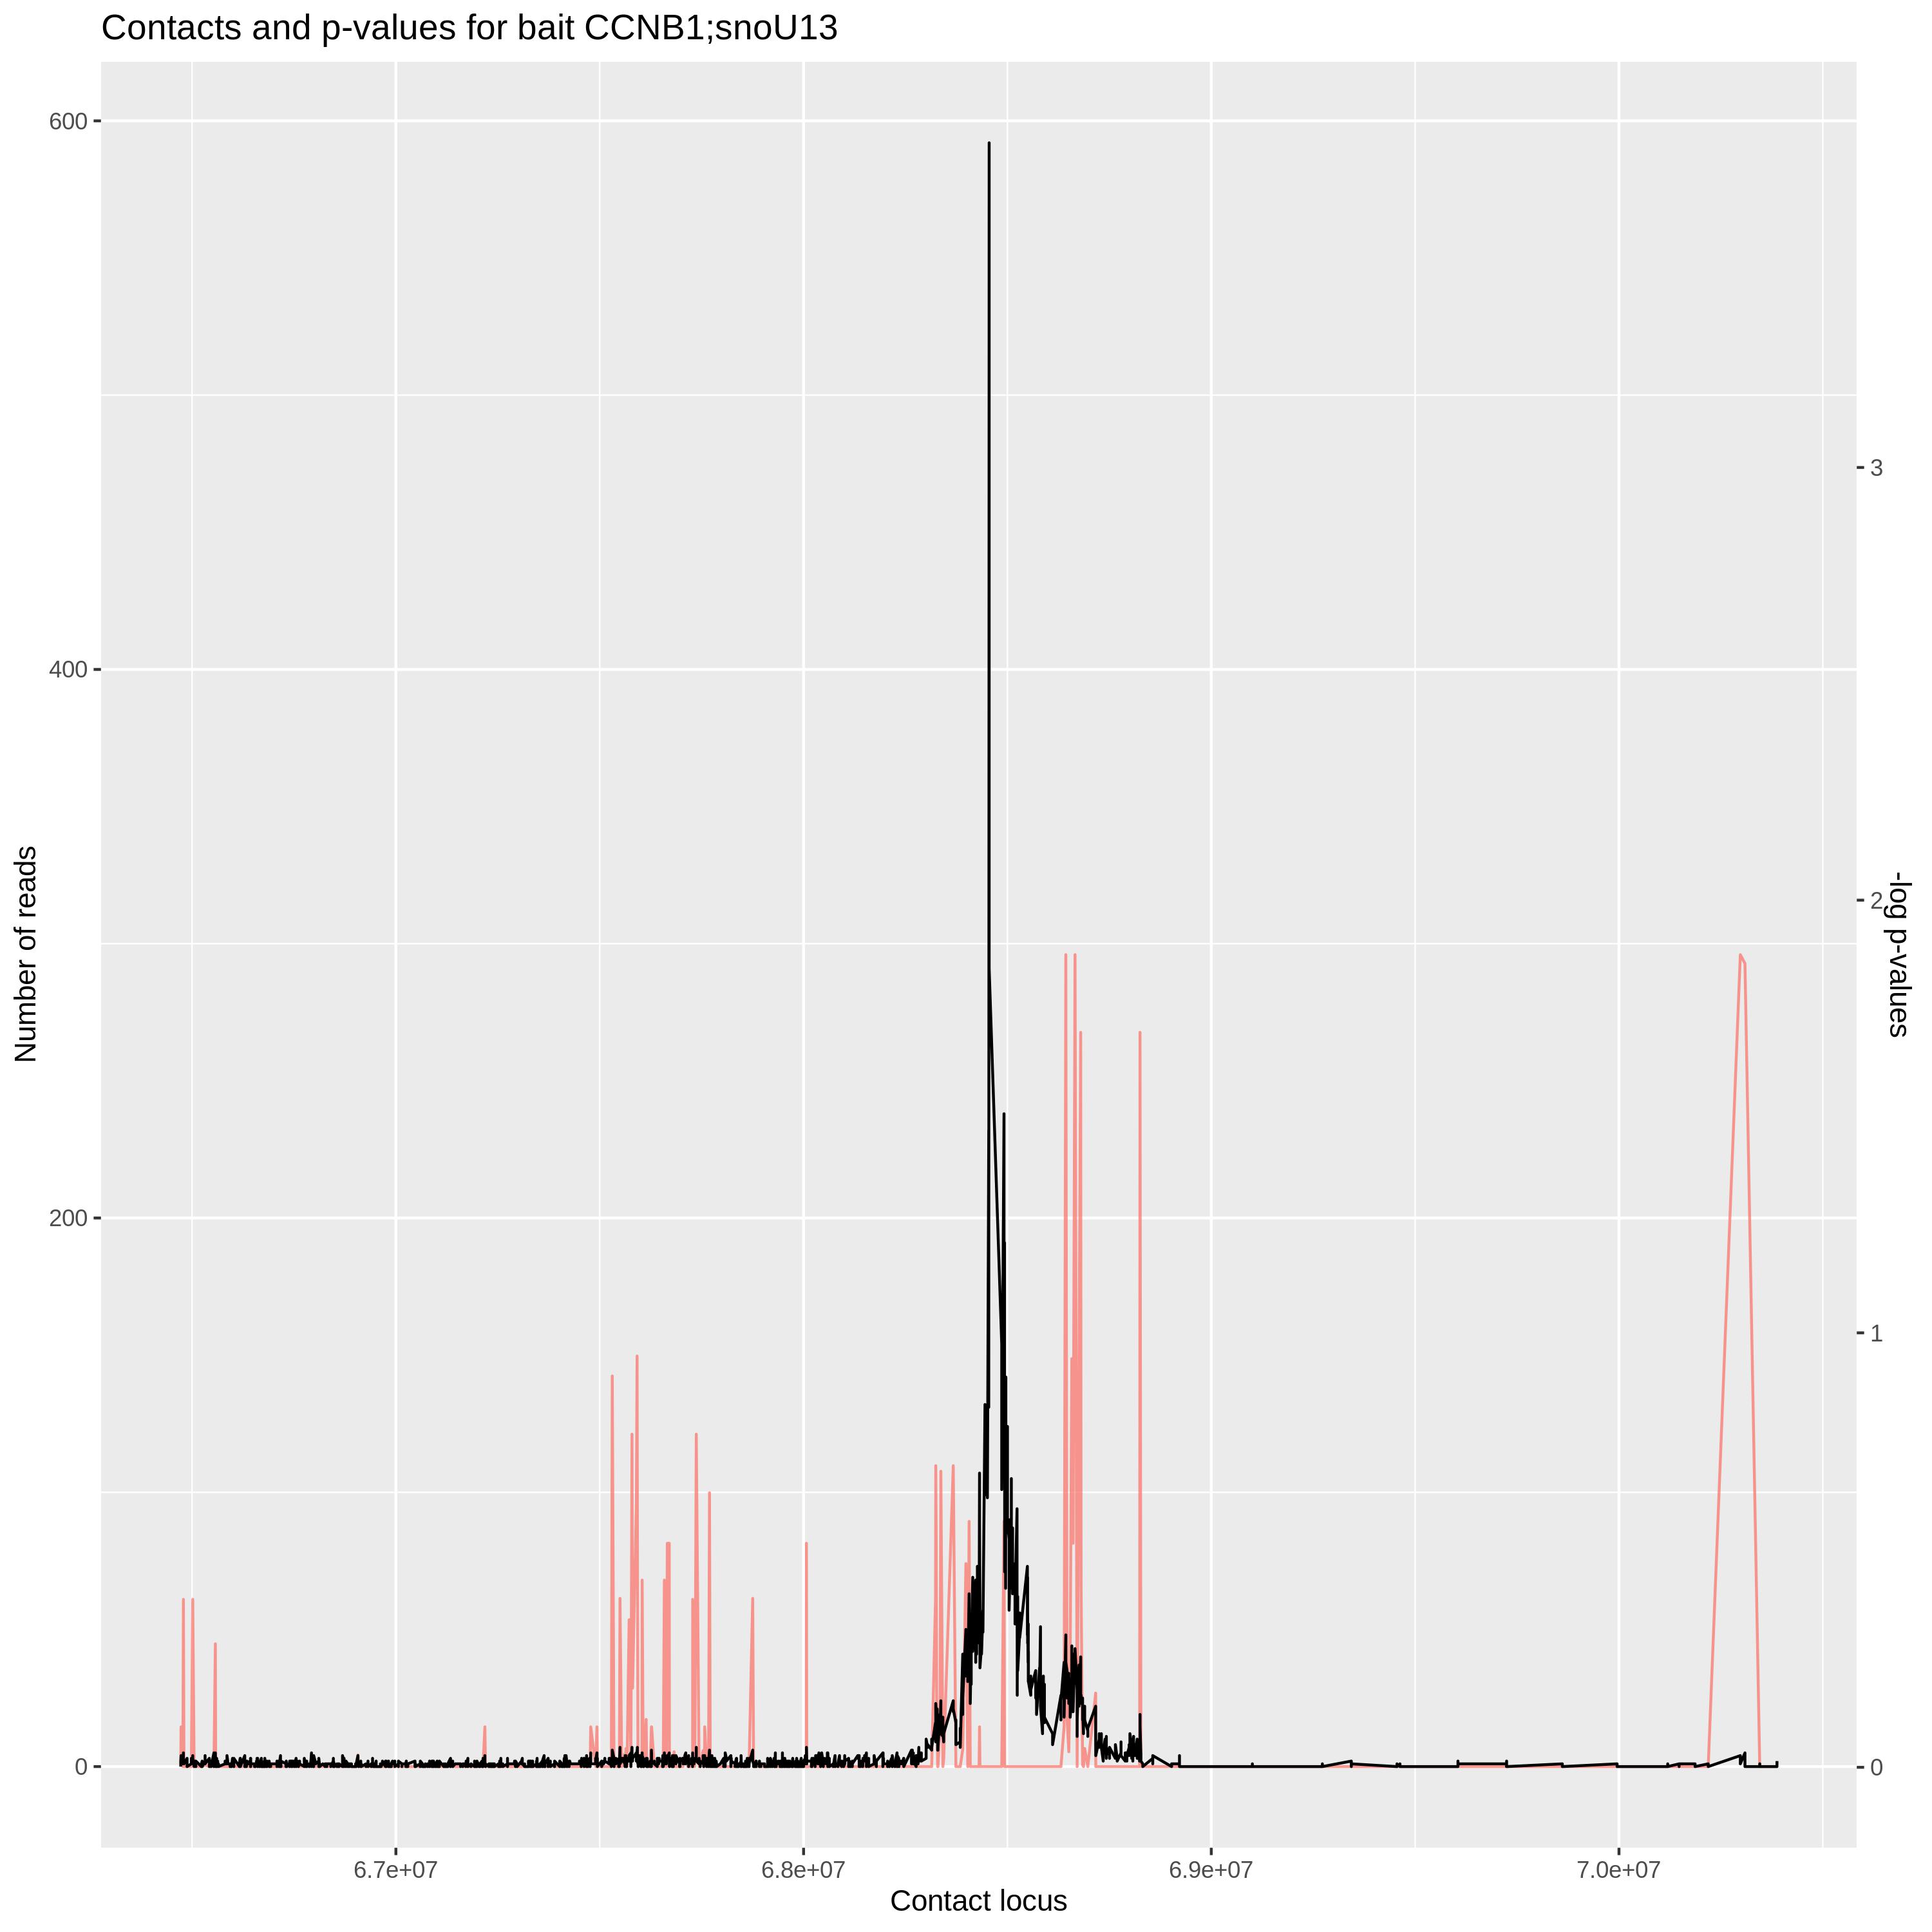 Contacts and p-values for bait CCNB1;snoU13
600
400
200
0
Number of reads
3
2
1
0
-log p-values
6.7e+07
6.8e+07
6.9e+07
7.0e+07
Contact locus